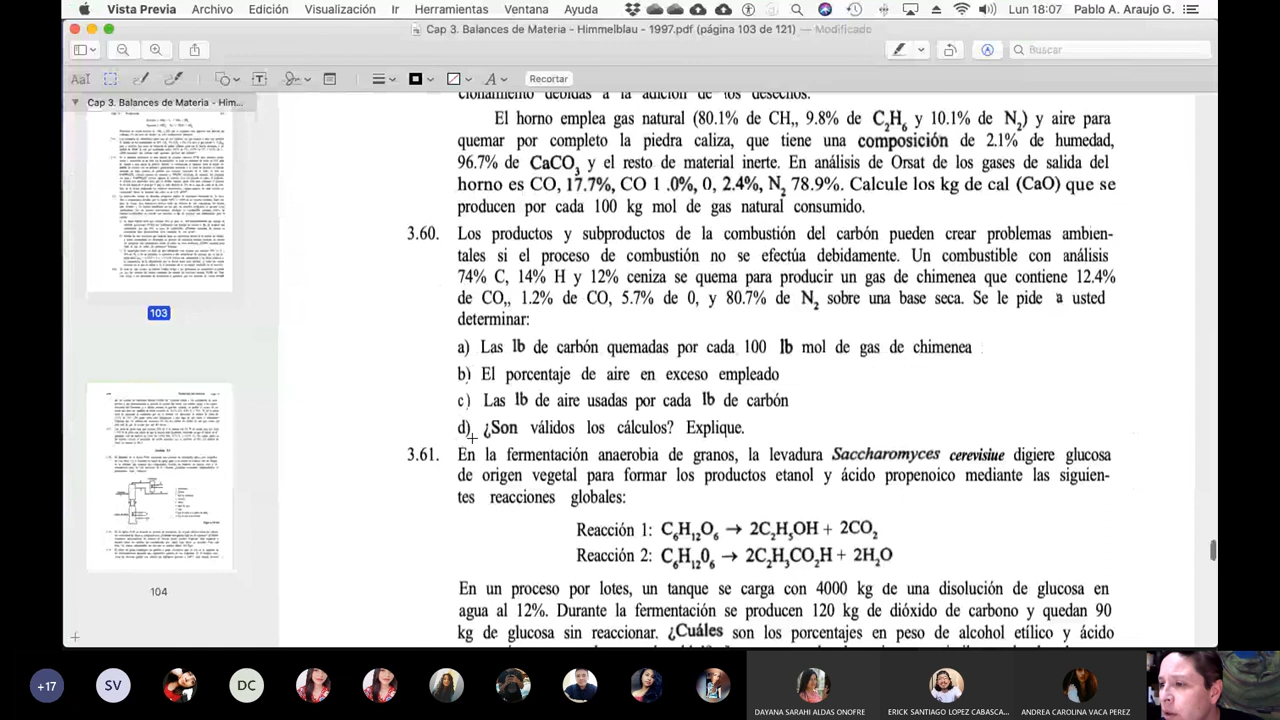 Vista Previa Archivo Edición Visualización Ir Herramientas Ventana Ayuda Lun 18:07 Pablo A. Araujo G.
Cap 3. Balances de Materia - Himmelblau - 1997.pdf (página 103 de 121) — Modificado
Buscar
AaI Recortar
Cap 3. Balances de Materia - Him...
103
104
cionamiento debidas a la adición de los desechos.
El horno emplea gas natural (80.1% de CH,, 9.8% de C2H6 y 10.1% de N2) y aire para
quemar por completo la piedra caliza, que tiene una composición de 2.1% de humedad,
96.7% de CaCO, y el resto de material inerte. En análisis de Orsat de los gases de salida del
horno es CO, 17.7%, CO 1 .0%, 0, 2.4%, N2 78.9%. Calcule los kg de cal (CaO) que se
producen por cada 100 kg mol de gas natural consumido.
3.60. Los productos y subproductos de la combustión del combustible pueden crear problemas ambien-
tales si el proceso de combustión no se efectúa debidamente. Un combustible con análisis
74% C, 14% H y 12% ceniza se quema para producir un gas de chimenea que contiene 12.4%
de CO,, 1.2% de CO, 5.7% de 0, y 80.7% de N2 sobre una base seca. Se le pide a usted
determinar:
a) Las lb de carbón quemadas por cada 100 lb mol de gas de chimenea
b) El porcentaje de aire en exceso empleado
Las lb de aire usadas por cada lb de carbón
d) ¿Son válidos los cálculos? Explique.
3.61. En la fermentación anaerobia de granos, la levadura Saccharomyces cerevisiae digiere glucosa
de origen vegetal para formar los productos etanol y ácido propenoico mediante las siguien-
tes reacciones globales:
Reacción 1: C6H12O6 → 2C2H5OH + 2CO2
Reacción 2: C6H1206 → 2C2H3CO2H + 2H2O
En un proceso por lotes, un tanque se carga con 4000 kg de una disolución de glucosa en
agua al 12%. Durante la fermentación se producen 120 kg de dióxido de carbono y quedan 90
kg de glucosa sin reaccionar. ¿Cuáles son los porcentajes en peso de alcohol etílico y ácido
+17 SV DC
DAYANA SARAHI ALDAS ONOFRE ERICK SANTIAGO LOPEZ CABASCA... ANDREA CAROLINA VACA PEREZ